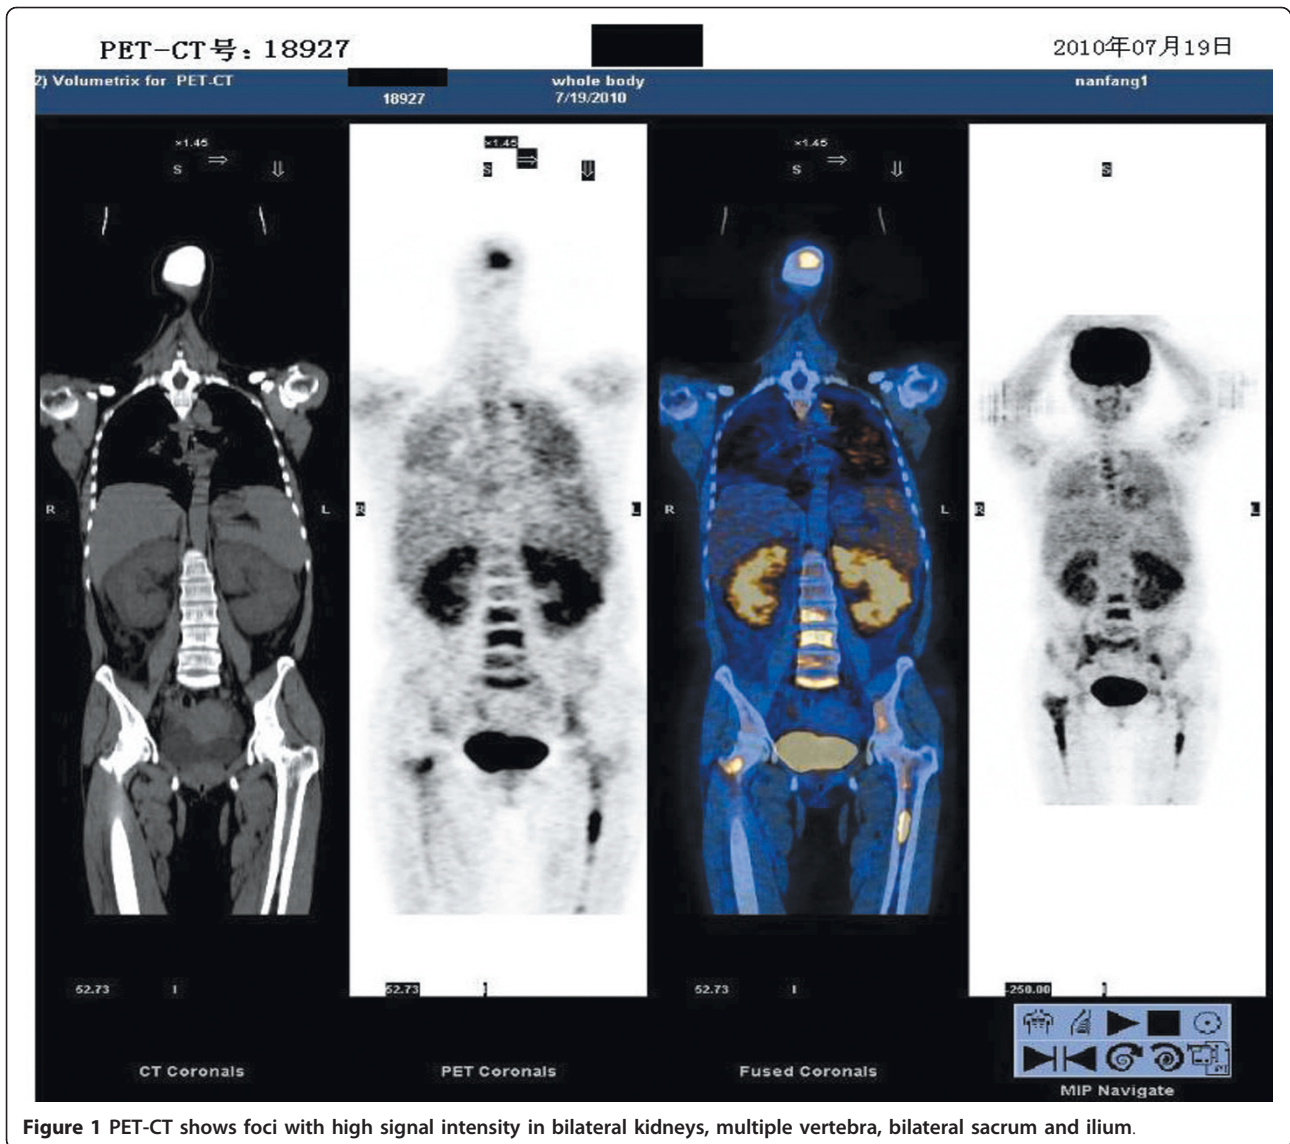 PET-CT号: 18927
2010年07月19日
2) Volumetrix for PET-CT
18927
whole body
7/19/2010
nanfang1
×1.45
S
×1.45
S
×1.45
S
S
R
L
R
L
R
L
R
L
52.73
I
52.73
I
52.73
I
-250.00
I
CT Coronals
PET Coronals
Fused Coronals
MIP Navigate
Figure 1 PET-CT shows foci with high signal intensity in bilateral kidneys, multiple vertebra, bilateral sacrum and ilium.